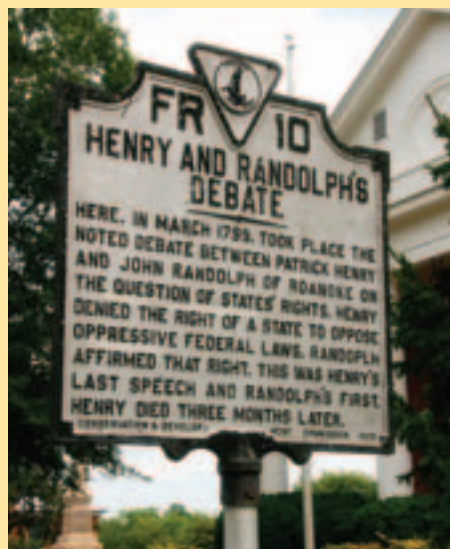 FR 10
HENRY AND RANDOLPH'S
DEBATE
HERE, IN MARCH 1799, TOOK PLACE THE
NOTED DEBATE BETWEEN PATRICK HENRY
AND JOHN RANDOLPH OF ROANOKE ON
THE QUESTION OF STATES' RIGHTS. HENRY
DENIED THE RIGHT OF A STATE TO OPPOSE
OPPRESSIVE FEDERAL LAWS. RANDOLPH
AFFIRMED THAT RIGHT. THIS WAS HENRY'S
LAST SPEECH AND RANDOLPH'S FIRST.
HENRY DIED THREE MONTHS LATER.
CONSERVATION & DEVELOP- MENT COMMISSION